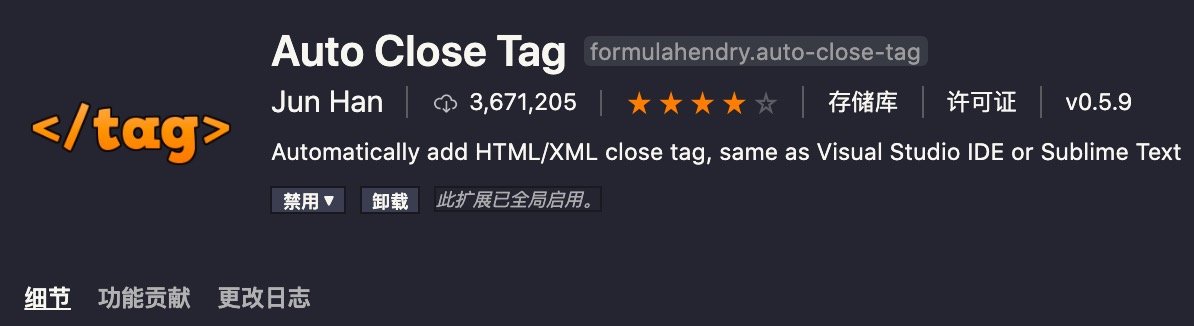 Auto Close Tag formulahendry.auto-close-tag
</tag>
Jun Han 3,671,205 存储库 许可证 v0.5.9
Automatically add HTML/XML close tag, same as Visual Studio IDE or Sublime Text
禁用 卸载 此扩展已全局启用。
细节 功能贡献 更改日志